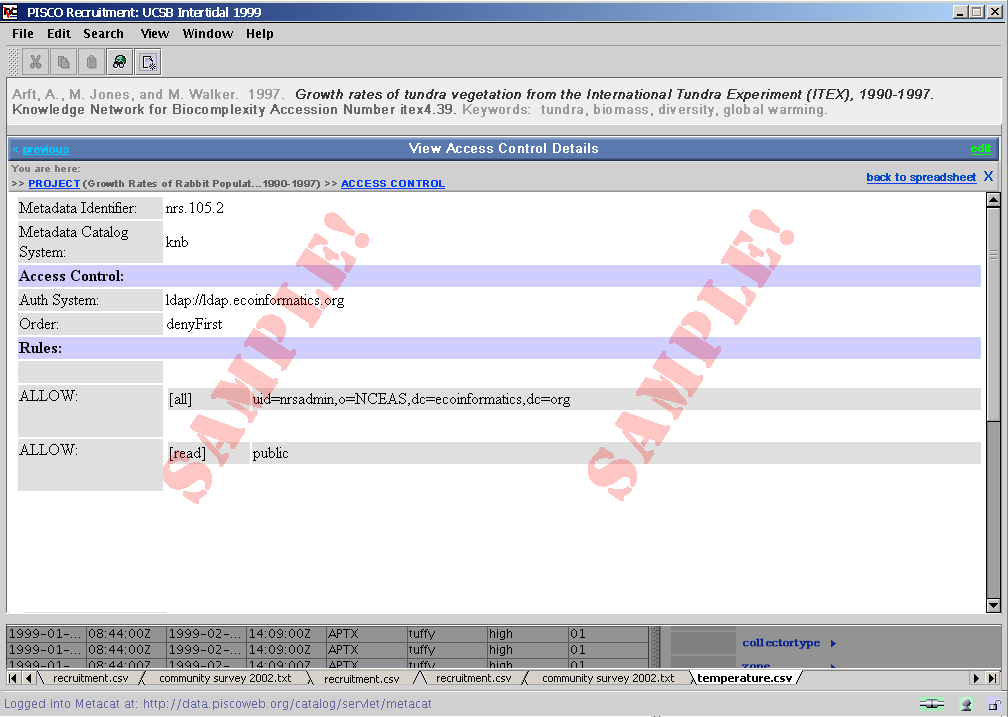 PISCO Recruitment: UCSB Intertidal 1999
File Edit Search View Window Help
Arft, A., M. Jones, and M. Walker. 1997. Growth rates of tundra vegetation from the International Tundra Experiment (ITEX), 1990-1997.
Knowledge Network for Biocomplexity Accession Number itex4.39. Keywords: tundra, biomass, diversity, global warming.
< previous View Access Control Details edit
You are here:
>> PROJECT (Growth Rates of Rabbit Populat...1990-1997) >> ACCESS CONTROL back to spreadsheet X
Metadata Identifier: nrs.105.2
Metadata Catalog
System: knb
Access Control:
Auth System: ldap://ldap.ecoinformatics.org
Order: denyFirst
Rules:
ALLOW: [all] uid=nrsadmin,o=NCEAS,dc=ecoinformatics,dc=org
ALLOW: [read] public
SAMPLE! SAMPLE!
1999-01-... 08:44:00Z 1999-02-... 14:09:00Z APTX tuffy high 01
1999-01-... 08:44:00Z 1999-02-... 14:09:00Z APTX tuffy high 01 collectortype
1999-01-... 08:44:00Z 1999-02-... 14:09:00Z APTX tuffy high 01 zone
recruitment.csv community survey 2002.txt recruitment.csv recruitment.csv community survey 2002.txt temperature.csv
Logged into Metacat at: http://data.piscoweb.org/catalog/servlet/metacat